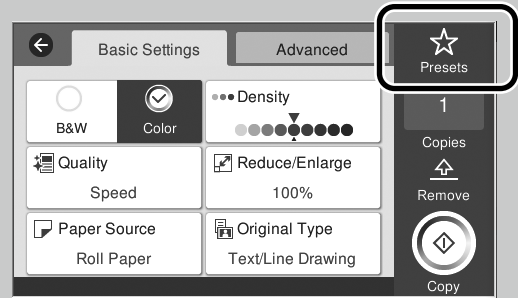 Basic Settings
Advanced
Presets
B&W
Color
Density
1
Copies
Quality
Speed
Reduce/Enlarge
100%
Remove
Paper Source
Roll Paper
Original Type
Text/Line Drawing
Copy